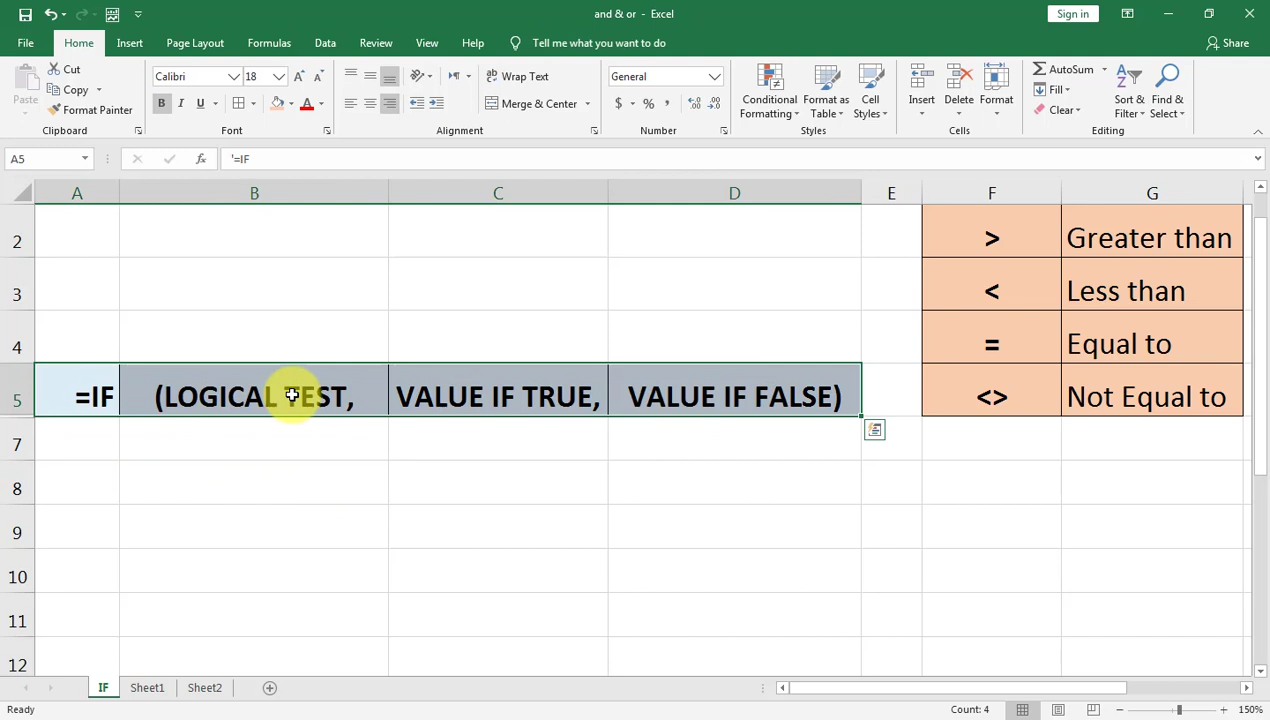 and & or - Excel
Sign in
File Home Insert Page Layout Formulas Data Review View Help Tell me what you want to do Share
Paste
Cut
Copy
Format Painter
Clipboard
Calibri 18
A A
B I U A
Font
ab Wrap Text
Merge & Center
Alignment
General
$ % ,
Number
Conditional Formatting
Format as Table
Cell Styles
Styles
Insert
Delete
Format
Cells
AutoSum
Fill
Clear
Sort & Filter
Find & Select
Editing
A5 fx '=IF
A B C D E F G
2 > Greater than
3 < Less than
4 = Equal to
5 =IF (LOGICAL TEST, VALUE IF TRUE, VALUE IF FALSE) <> Not Equal to
7
8
9
10
11
12
IF Sheet1 Sheet2
Ready Count: 4 150%